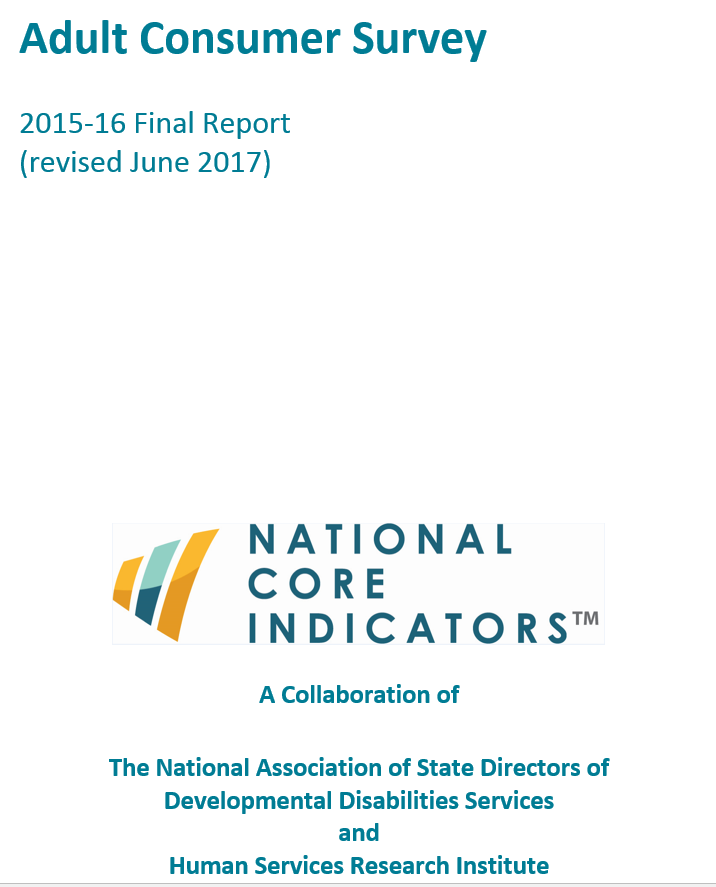 Adult Consumer Survey
2015-16 Final Report
(revised June 2017)
NATIONAL
CORE
INDICATORS™
A Collaboration of
The National Association of State Directors of
Developmental Disabilities Services
and
Human Services Research Institute